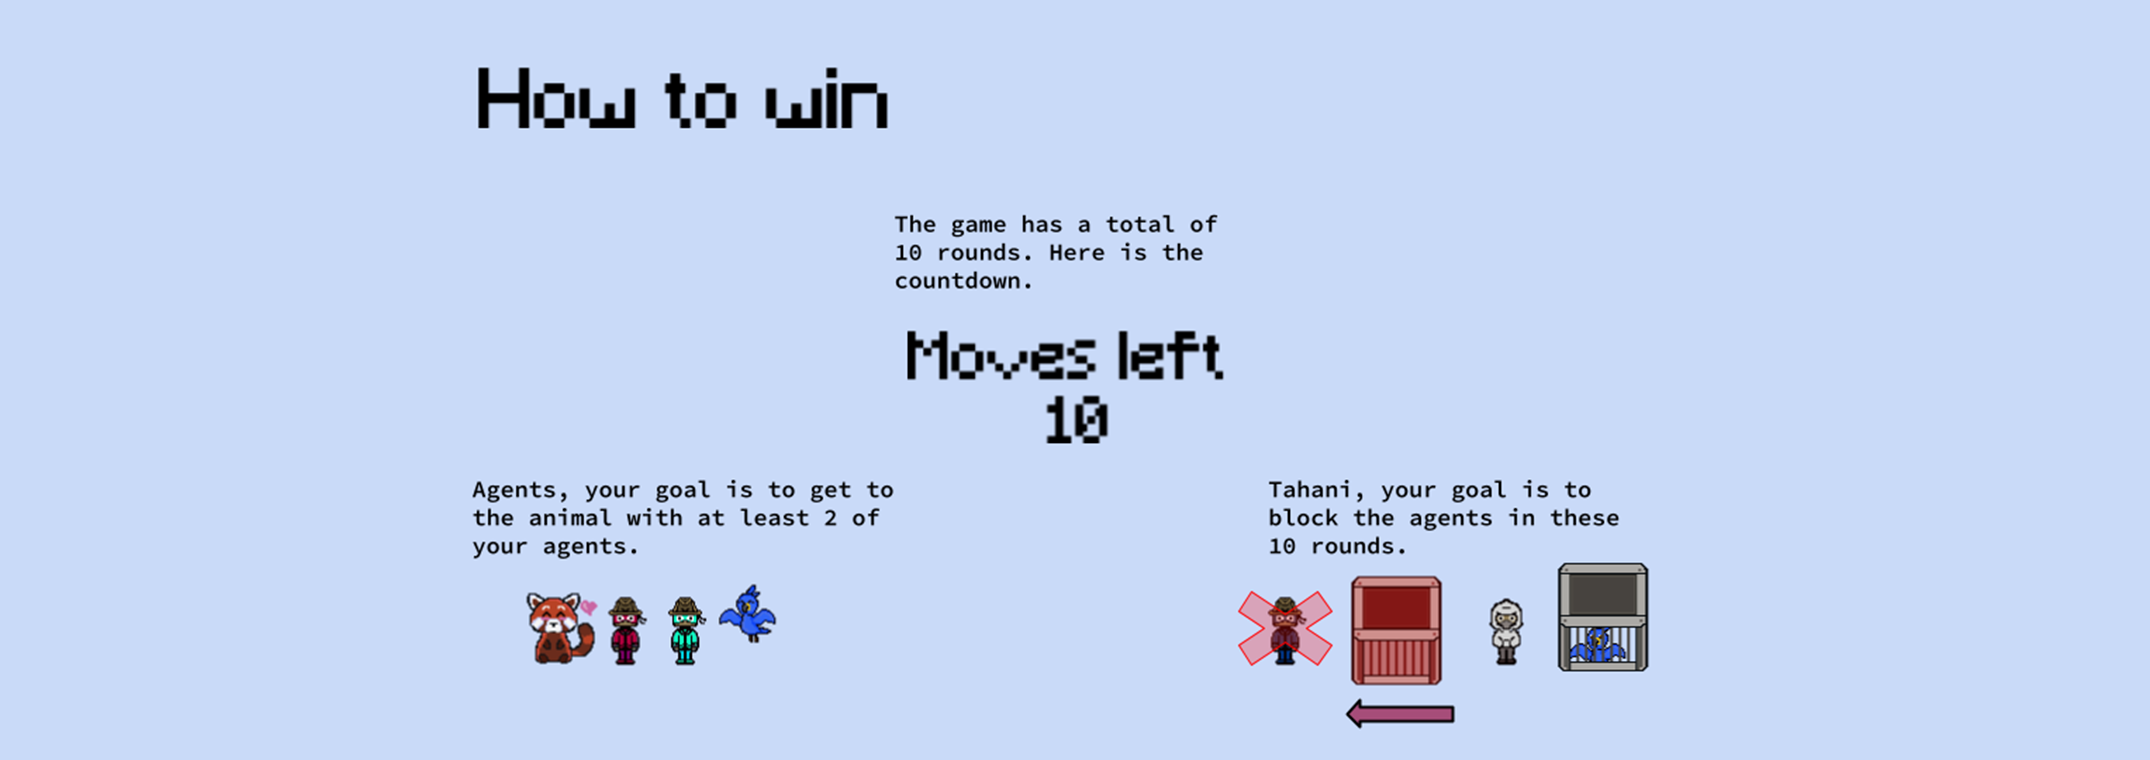 How to win
The game has a total of
10 rounds. Here is the
countdown.
Moves left
10
Agents, your goal is to get to
the animal with at least 2 of
your agents.
Tahani, your goal is to
block the agents in these
10 rounds.